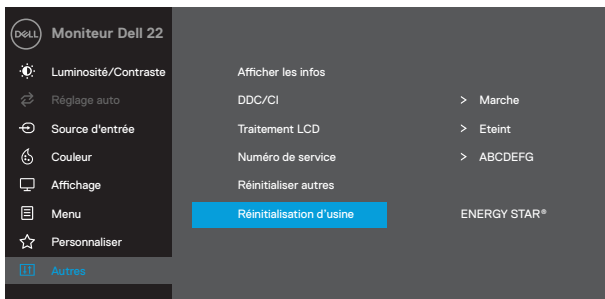 DELL
Moniteur Dell 22
Luminosité/Contraste
Réglage auto
Source d'entrée
Couleur
Affichage
Menu
Personnaliser
Autres
Afficher les infos
DDC/CI > Marche
Traitement LCD > Eteint
Numéro de service > ABCDEFG
Réinitialiser autres
Réinitialisation d'usine ENERGY STAR®